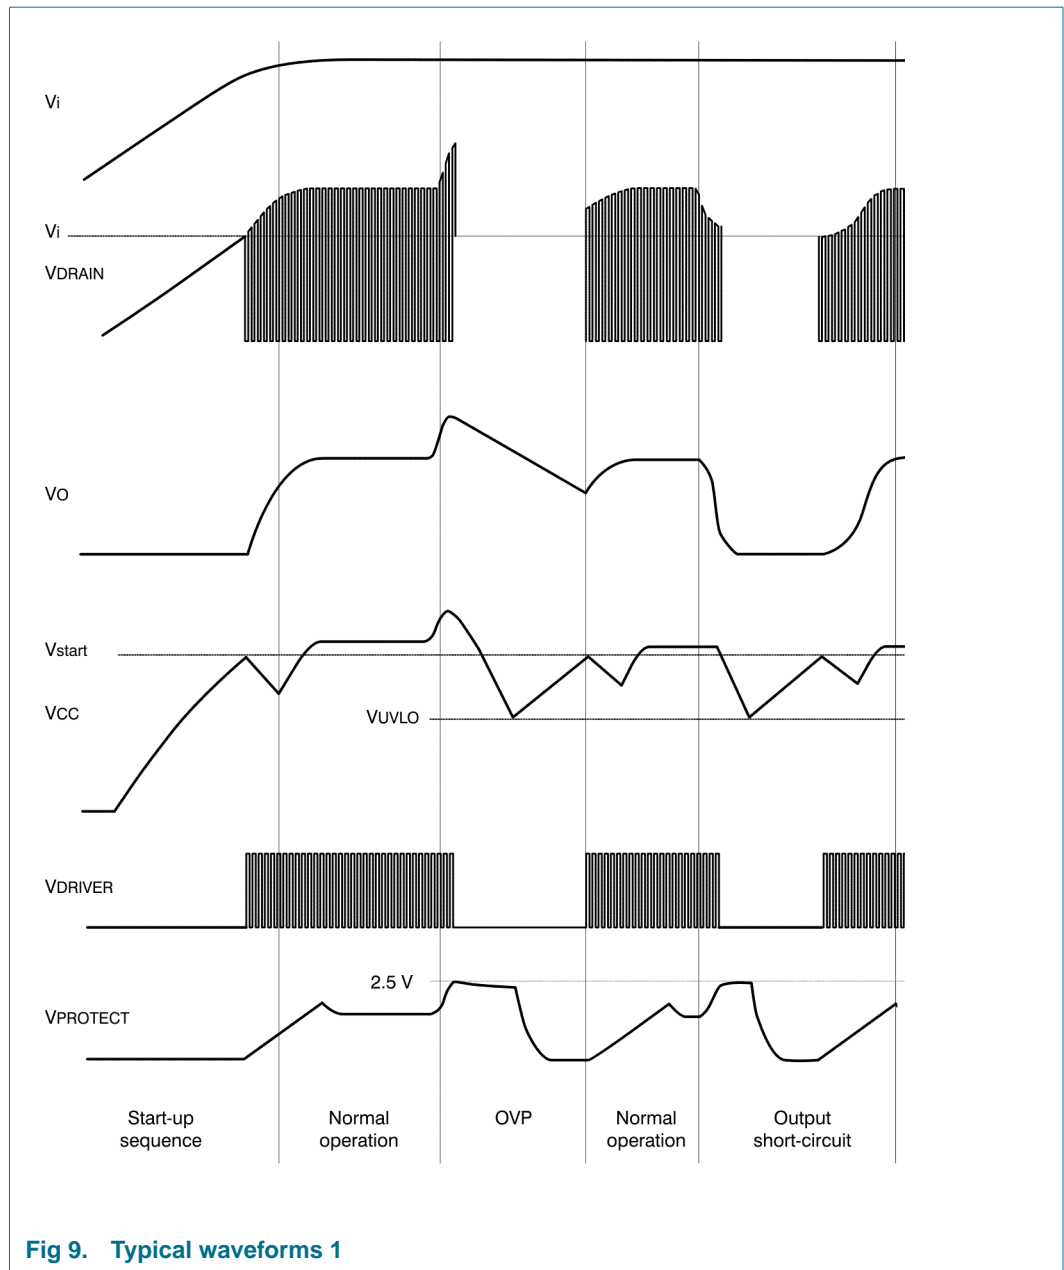 Vi
Vi
VDRAIN
VO
Vstart
VCC
VUVLO
VDRIVER
2.5 V
VPROTECT
Start-up
sequence
Normal
operation
OVP
Normal
operation
Output
short-circuit
Fig 9. Typical waveforms 1